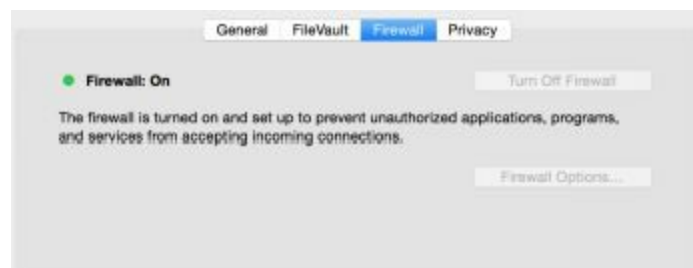 General FileVault Firewall Privacy
Firewall: On Turn Off Firewall
The firewall is turned on and set up to prevent unauthorized applications, programs,
and services from accepting incoming connections.
Firewall Options...